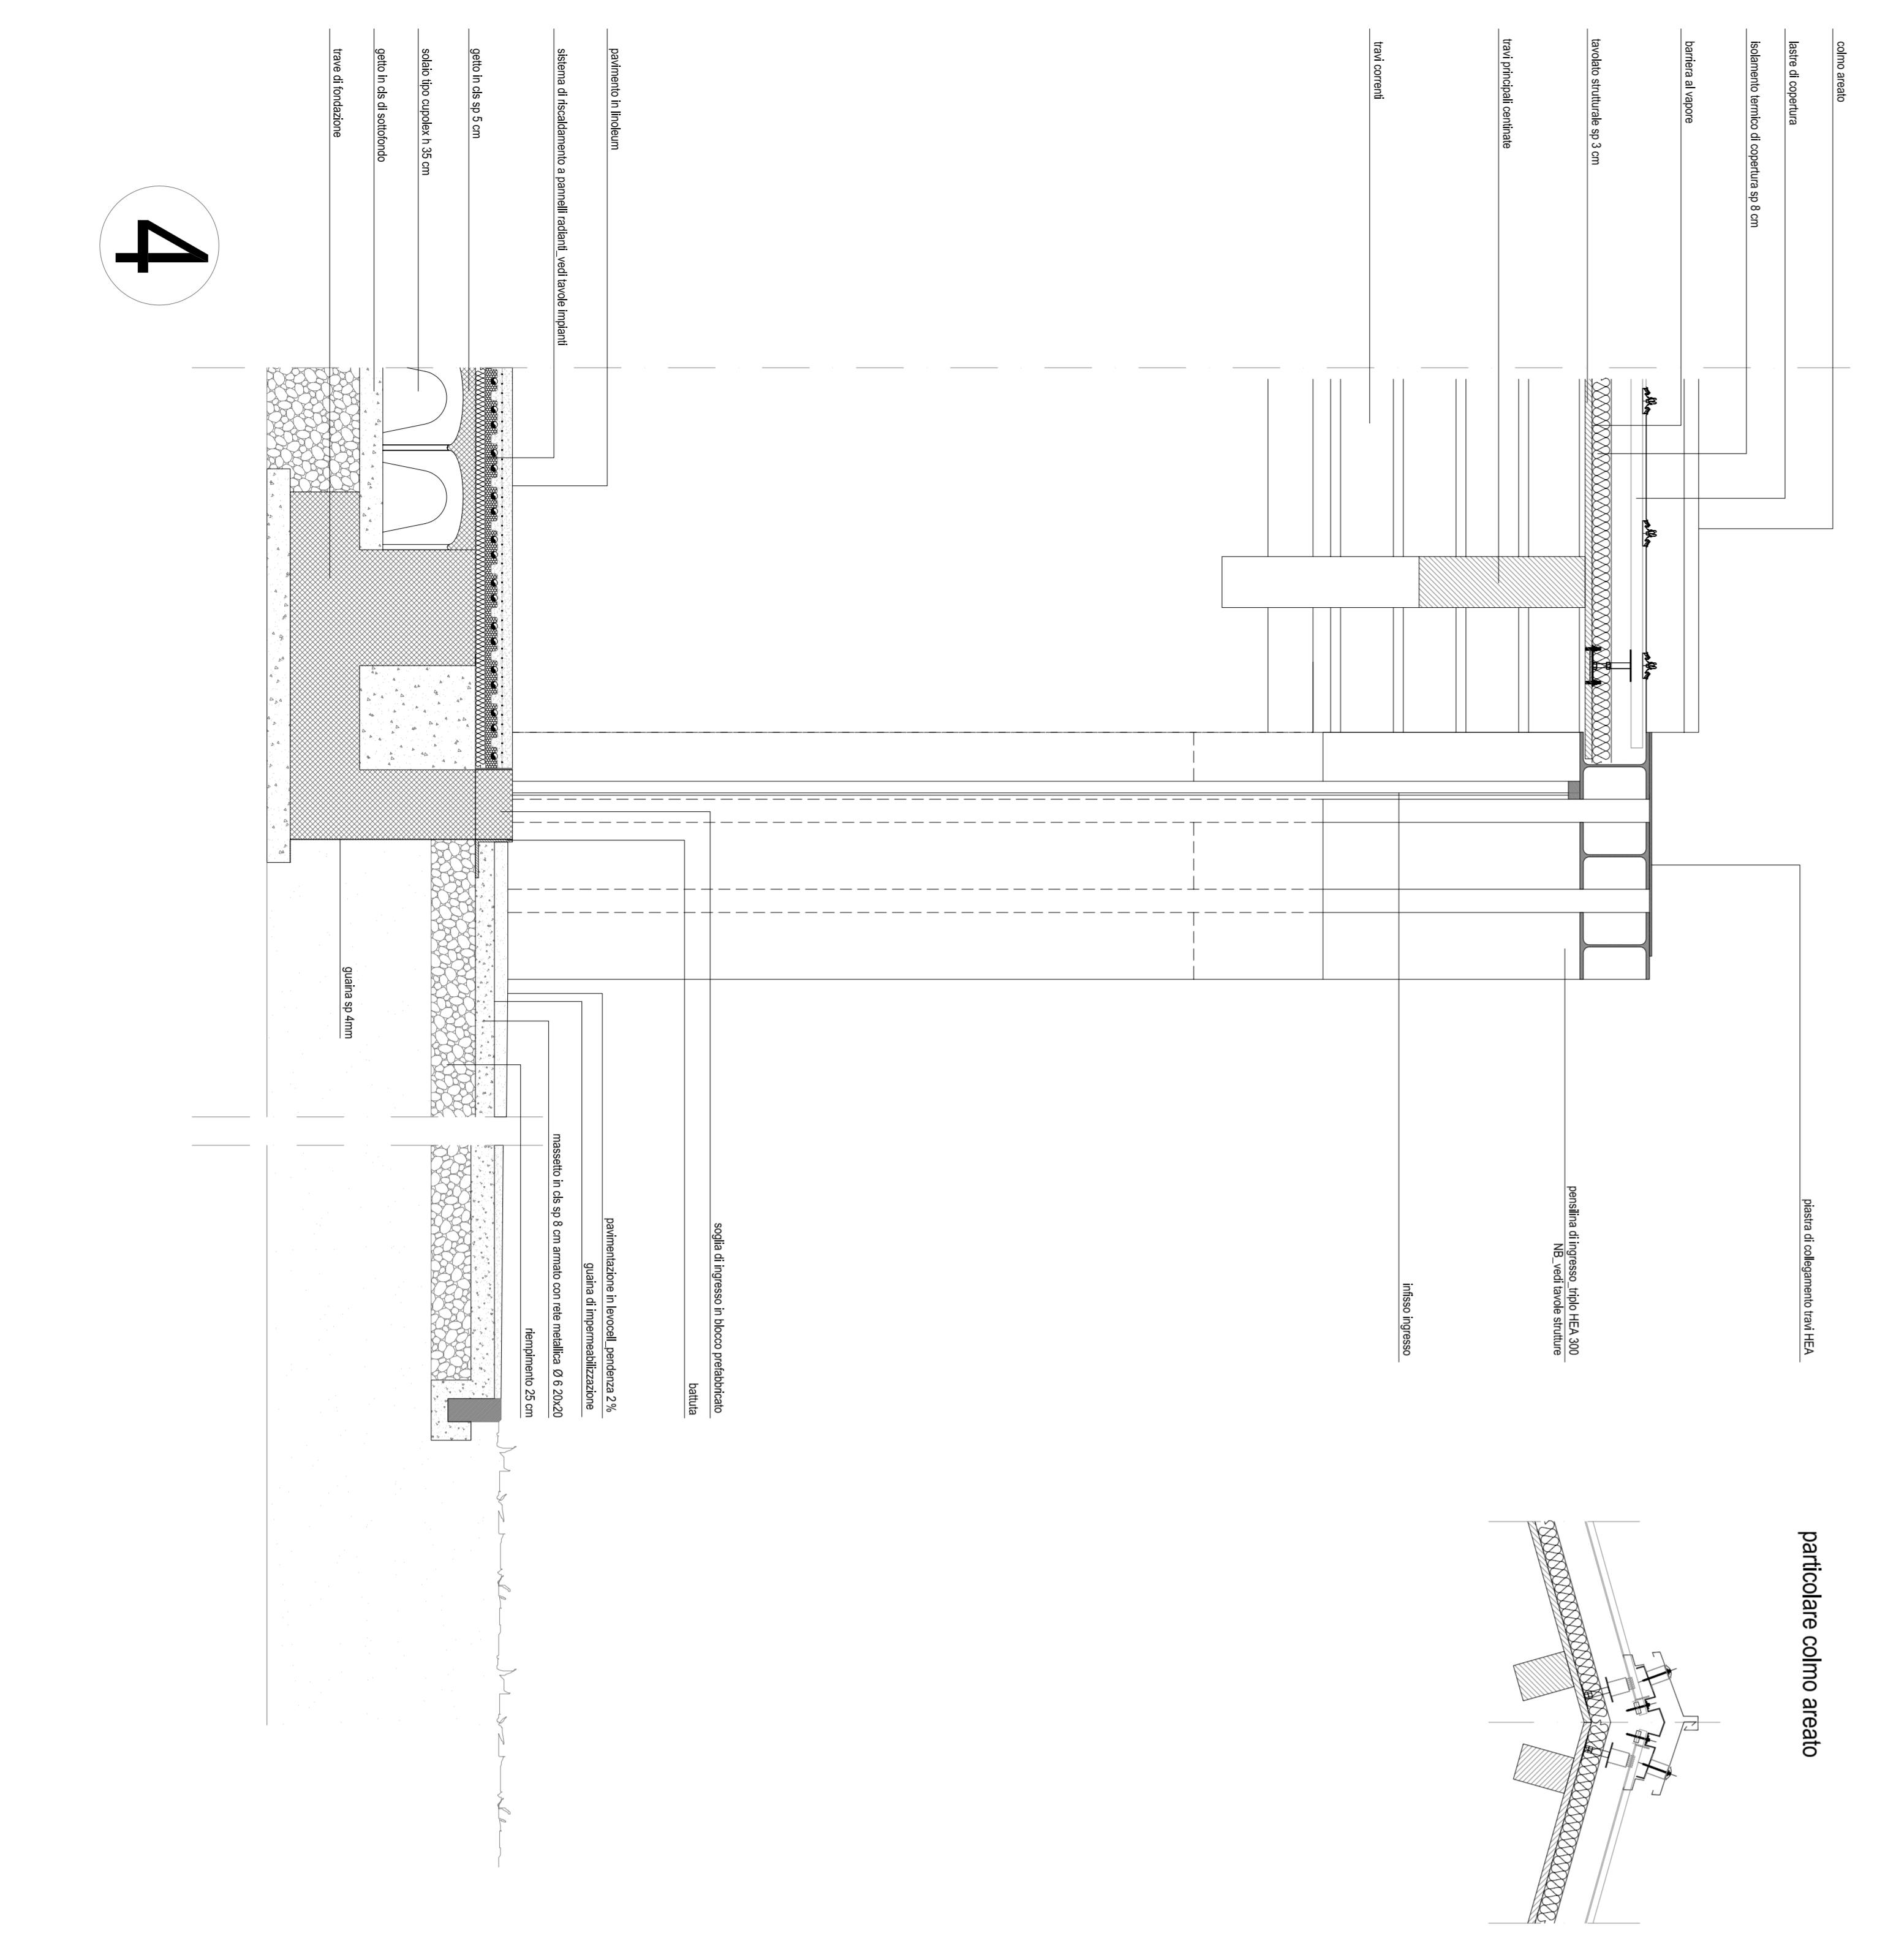 colmo areato
lastre di copertura
isolamento termico di copertura sp 8 cm
barriera al vapore
tavolato strutturale sp 3 cm
travi principali centinate
travi correnti
pavimento in linoleum
sistema di riscaldamento a pannelli radianti_vedi tavole impianti
getto in cls sp 5 cm
solaio tipo cupolex h 35 cm
getto in cls di sottofondo
trave di fondazione
4
piastra di collegamento travi HEA
pensilina di ingresso_triplo HEA 300
NB_vedi tavole strutture
infisso ingresso
soglia di ingresso in blocco prefabbricato
battuta
pavimentazione in levocell_pendenza 2%
guaina di impermeabilizzazione
massetto in cls sp 8 cm armato con rete metallica Ø 6 20x20
riempimento 25 cm
guaina sp 4mm
particolare colmo areato